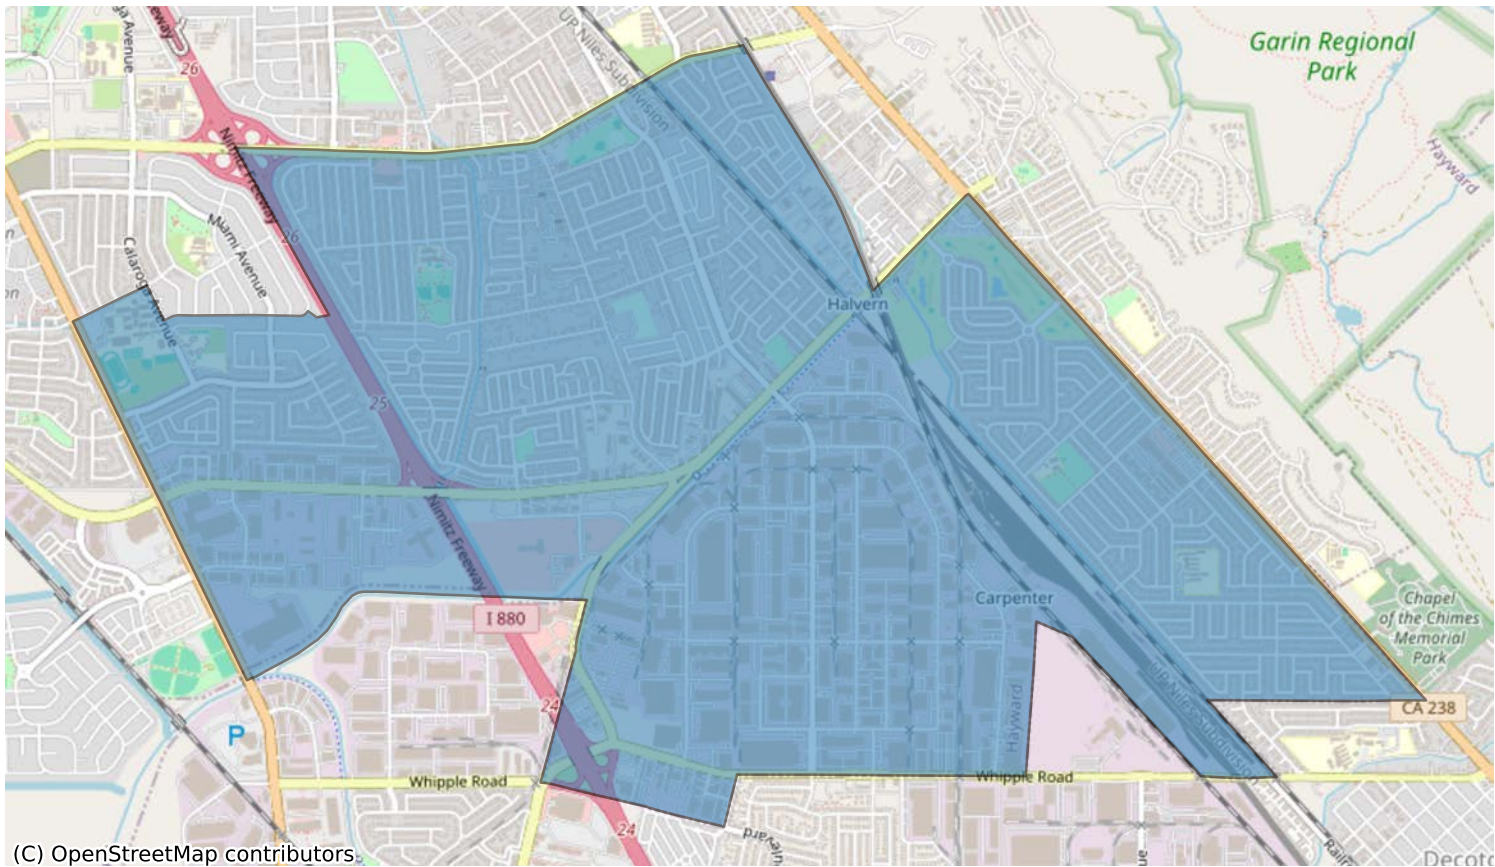 26
Garin Regional
Park
UP Niles Subdivision
Nimitz Freeway
Hayward
26
Miami Avenue
Calaroga Avenue
Halvern
25
Nimitz Freeway
Carpenter
I 880
Chapel
of the Chimes
Memorial
Park
UP Niles Subdivision
Hayward
24
CA 238
P
Whipple Road
Whipple Road
24
Decoto
(C) OpenStreetMap contributors